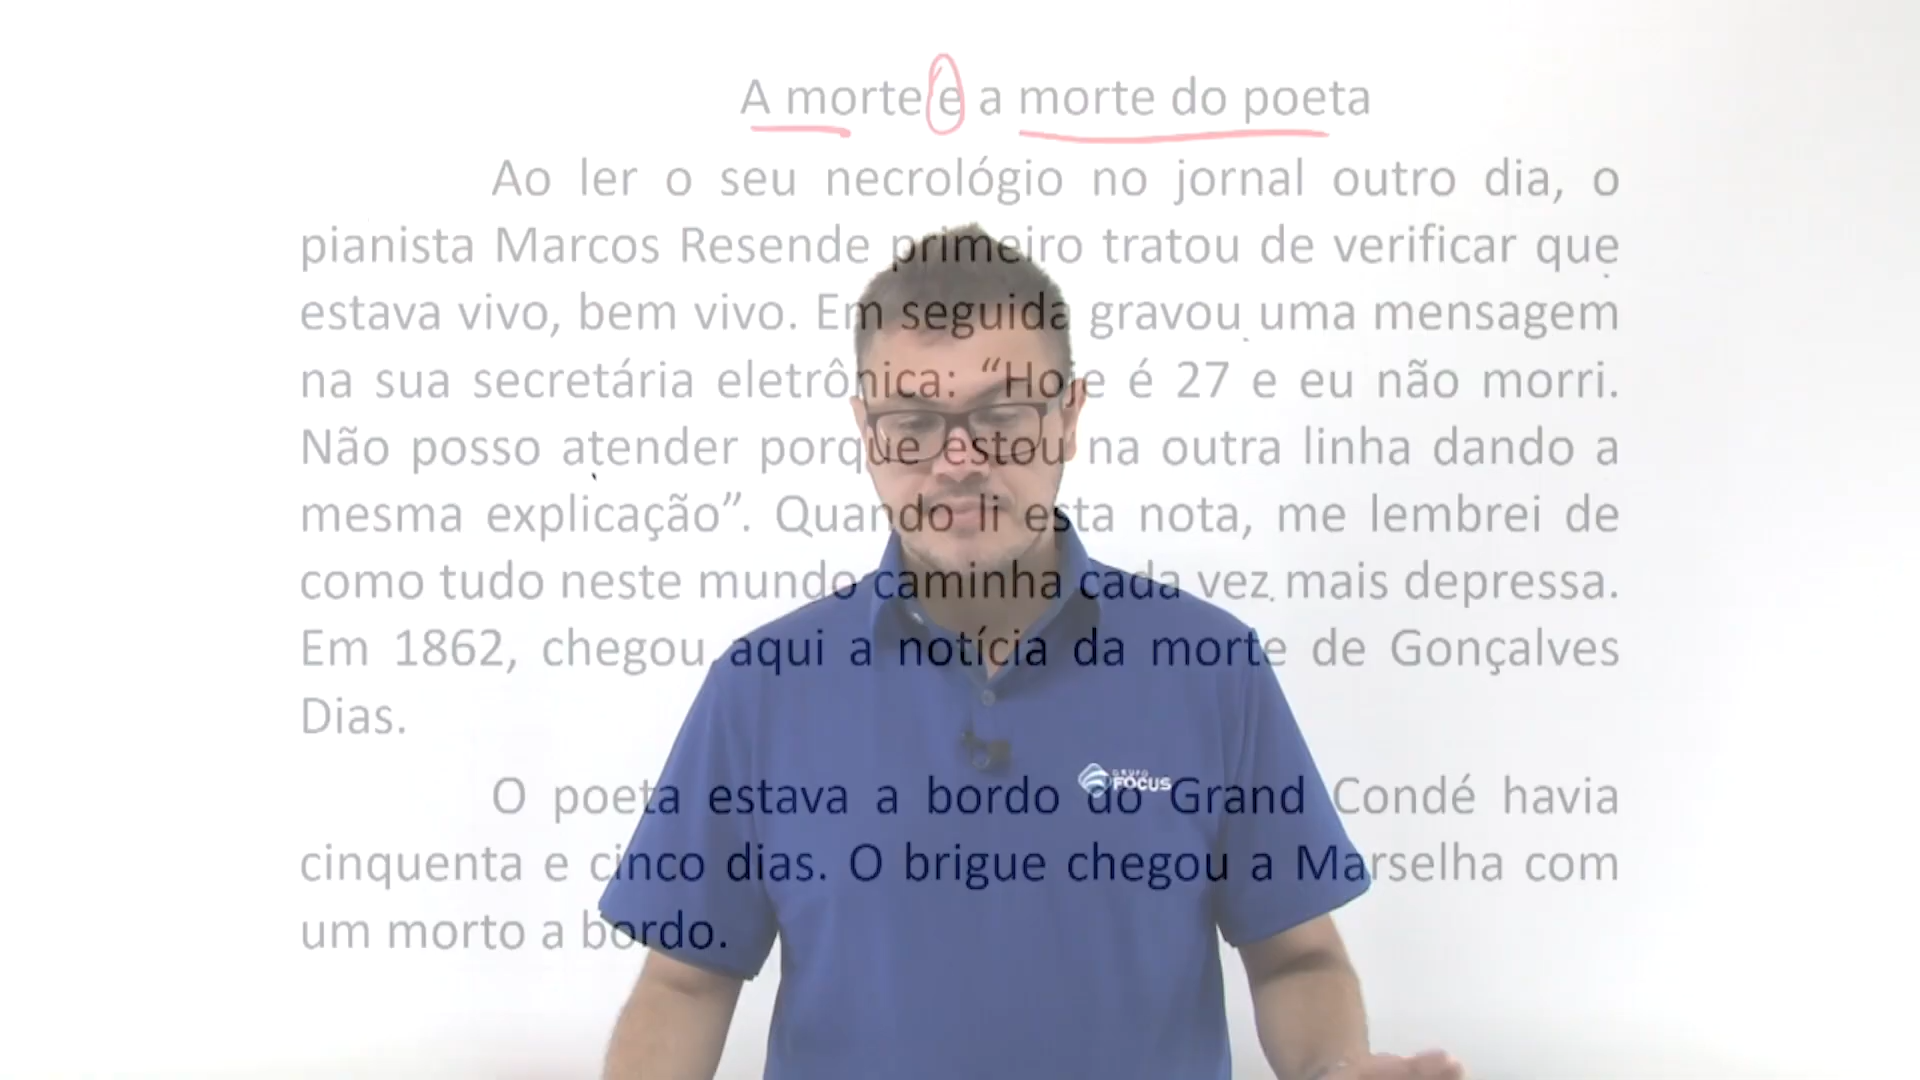 A morte e a morte do poeta
Ao ler o seu necrológio no jornal outro dia, o
pianista Marcos Resende primeiro tratou de verificar que
estava vivo, bem vivo. Em seguida gravou uma mensagem
na sua secretária eletrônica: “Hoje é 27 e eu não morri.
Não posso atender porque estou na outra linha dando a
mesma explicação”. Quando li esta nota, me lembrei de
como tudo neste mundo caminha cada vez mais depressa.
Em 1862, chegou aqui a notícia da morte de Gonçalves
Dias.
O poeta estava a bordo do Grand Condé havia
cinquenta e cinco dias. O brigue chegou a Marselha com
um morto a bordo.
GRUPO
FOCUS